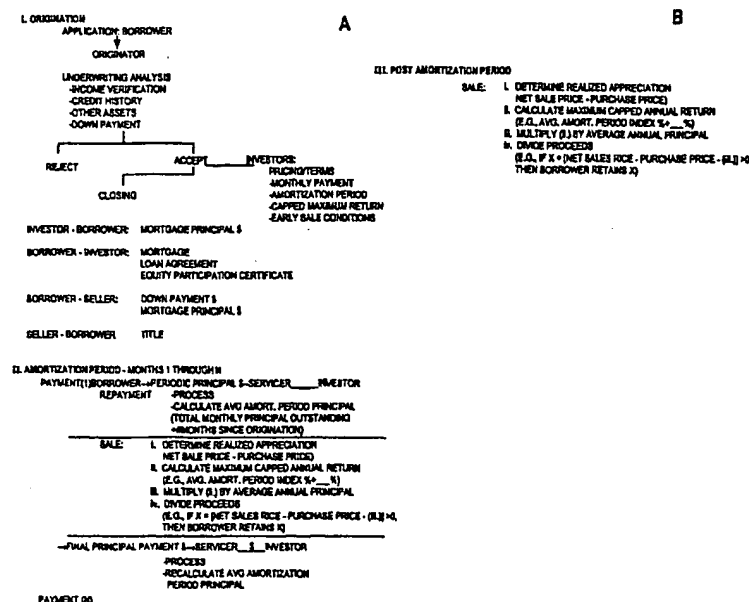 A
I. ORIGINATION
APPLICATION: BORROWER
ORIGINATOR
UNDERWRITING ANALYSIS
-INCOME VERIFICATION
-CREDIT HISTORY
-OTHER ASSETS
-DOWN PAYMENT
REJECT ACCEPT INVESTORS:
PRICING/TERMS
-MONTHLY PAYMENT
-AMORTIZATION PERIOD
-CAPPED MAXIMUM RETURN
-EARLY SALE CONDITIONS
CLOSING
INVESTOR - BORROWER: MORTGAGE PRINCIPAL $
BORROWER - INVESTOR: MORTGAGE
LOAN AGREEMENT
EQUITY PARTICIPATION CERTIFICATE
BORROWER - SELLER: DOWN PAYMENT $
MORTGAGE PRINCIPAL $
SELLER - BORROWER TITLE
II. AMORTIZATION PERIOD - MONTHS 1 THROUGH N
PAYMENT(1)BORROWER→PERIODIC PRINCIPAL $→SERVICER_____INVESTOR
REPAYMENT -PROCESS
-CALCULATE AVG AMORT. PERIOD PRINCIPAL
(TOTAL MONTHLY PRINCIPAL OUTSTANDING
÷#MONTHS SINCE ORIGINATION)
SALE: i. DETERMINE REALIZED APPRECIATION
NET SALE PRICE - PURCHASE PRICE)
ii. CALCULATE MAXIMUM CAPPED ANNUAL RETURN
(E.G., AVG. AMORT. PERIOD INDEX %+__%)
iii. MULTIPLY (ii.) BY AVERAGE ANNUAL PRINCIPAL
iv. DIVIDE PROCEEDS
(E.G., IF X = [NET SALES RICE - PURCHASE PRICE - (iii.)] >0,
THEN BORROWER RETAINS X)
→FINAL PRINCIPAL PAYMENT $→SERVICER__$__INVESTOR
-PROCESS
-RECALCULATE AVG AMORTIZATION
PERIOD PRINCIPAL
PAYMENT
B
III. POST AMORTIZATION PERIOD
SALE: i. DETERMINE REALIZED APPRECIATION
NET SALE PRICE - PURCHASE PRICE)
ii. CALCULATE MAXIMUM CAPPED ANNUAL RETURN
(E.G., AVG. AMORT. PERIOD INDEX %+__%)
iii. MULTIPLY (ii.) BY AVERAGE ANNUAL PRINCIPAL
iv. DIVIDE PROCEEDS
(E.G., IF X = [NET SALES RICE - PURCHASE PRICE - (iii.)] >0,
THEN BORROWER RETAINS X)